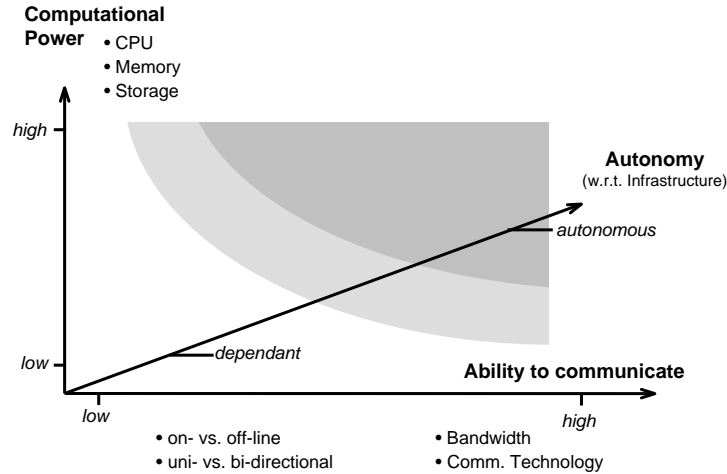 Computational
Power
• CPU
• Memory
• Storage
high
Autonomy
(w.r.t. Infrastructure)
autonomous
low
dependant
Ability to communicate
low
high
• on- vs. off-line
• uni- vs. bi-directional
• Bandwidth
• Comm. Technology